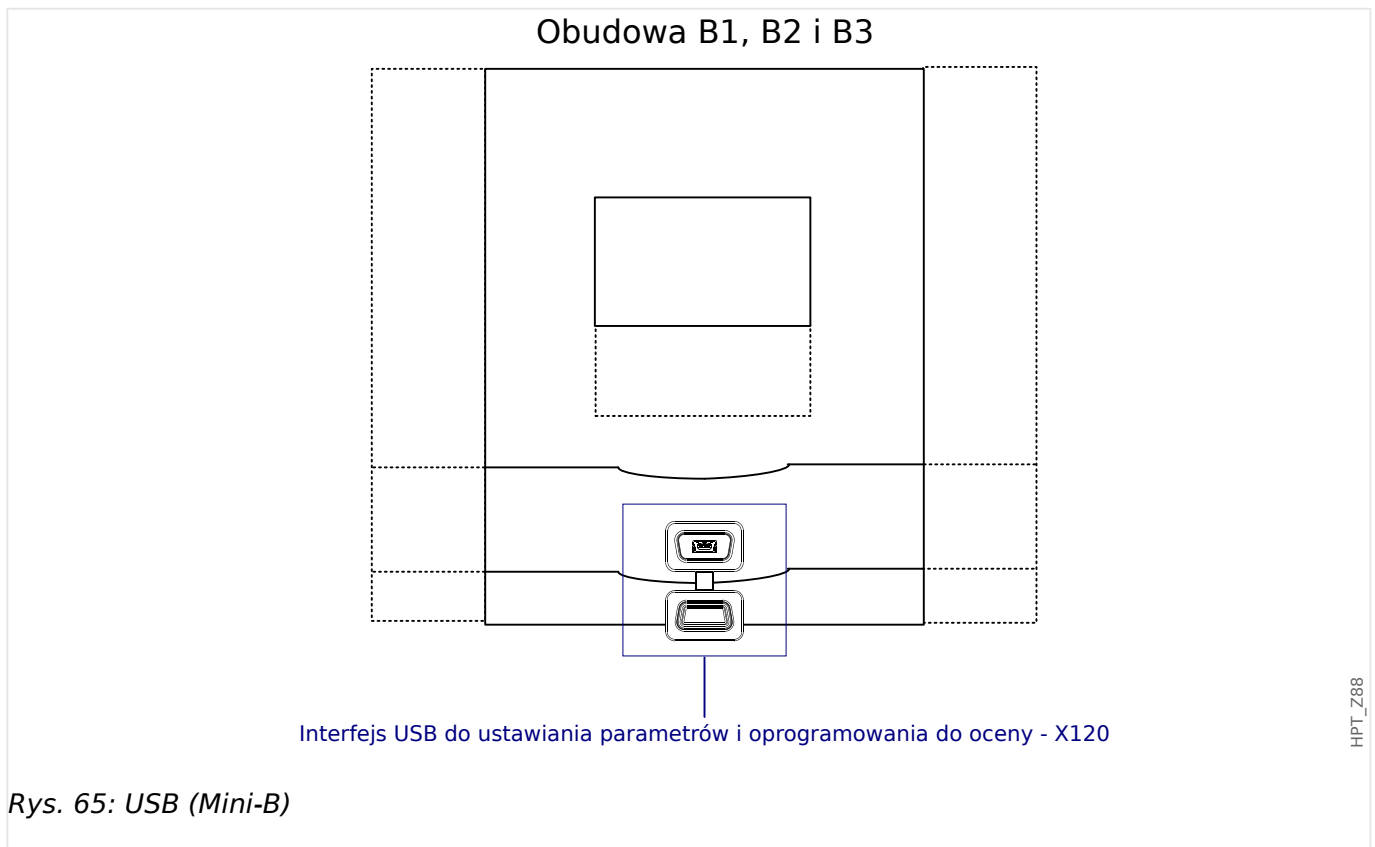 Obudowa B1, B2 i B3
Interfejs USB do ustawiania parametrów i oprogramowania do oceny - X120
HPT_Z88
Rys. 65: USB (Mini-B)